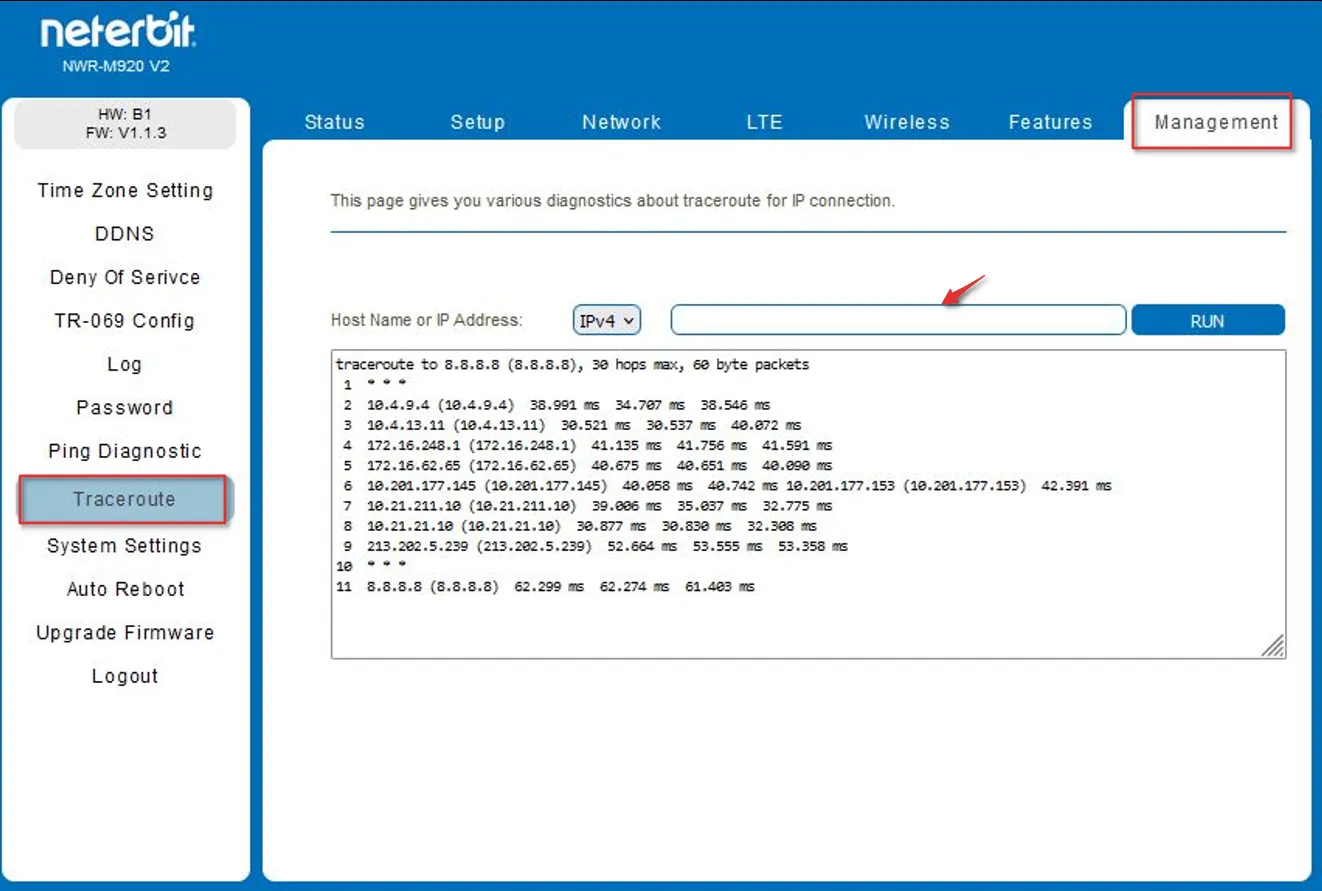 neterbit
NWR-M920 V2
HW: B1
FW: V1.1.3
Status Setup Network LTE Wireless Features Management
Time Zone Setting
DDNS
Deny Of Serivce
TR-069 Config
Log
Password
Ping Diagnostic
Traceroute
System Settings
Auto Reboot
Upgrade Firmware
Logout
This page gives you various diagnostics about traceroute for IP connection.
Host Name or IP Address: IPv4 RUN
traceroute to 8.8.8.8 (8.8.8.8), 30 hops max, 60 byte packets
1 * * *
2 10.4.9.4 (10.4.9.4) 38.991 ms 34.707 ms 38.546 ms
3 10.4.13.11 (10.4.13.11) 30.521 ms 30.537 ms 40.072 ms
4 172.16.248.1 (172.16.248.1) 41.135 ms 41.756 ms 41.591 ms
5 172.16.62.65 (172.16.62.65) 40.675 ms 40.651 ms 40.090 ms
6 10.201.177.145 (10.201.177.145) 40.058 ms 40.742 ms 10.201.177.153 (10.201.177.153) 42.391 ms
7 10.21.211.10 (10.21.211.10) 39.006 ms 35.037 ms 32.775 ms
8 10.21.21.10 (10.21.21.10) 30.877 ms 30.830 ms 32.308 ms
9 213.202.5.239 (213.202.5.239) 52.664 ms 53.555 ms 53.358 ms
10 * * *
11 8.8.8.8 (8.8.8.8) 62.299 ms 62.274 ms 61.403 ms